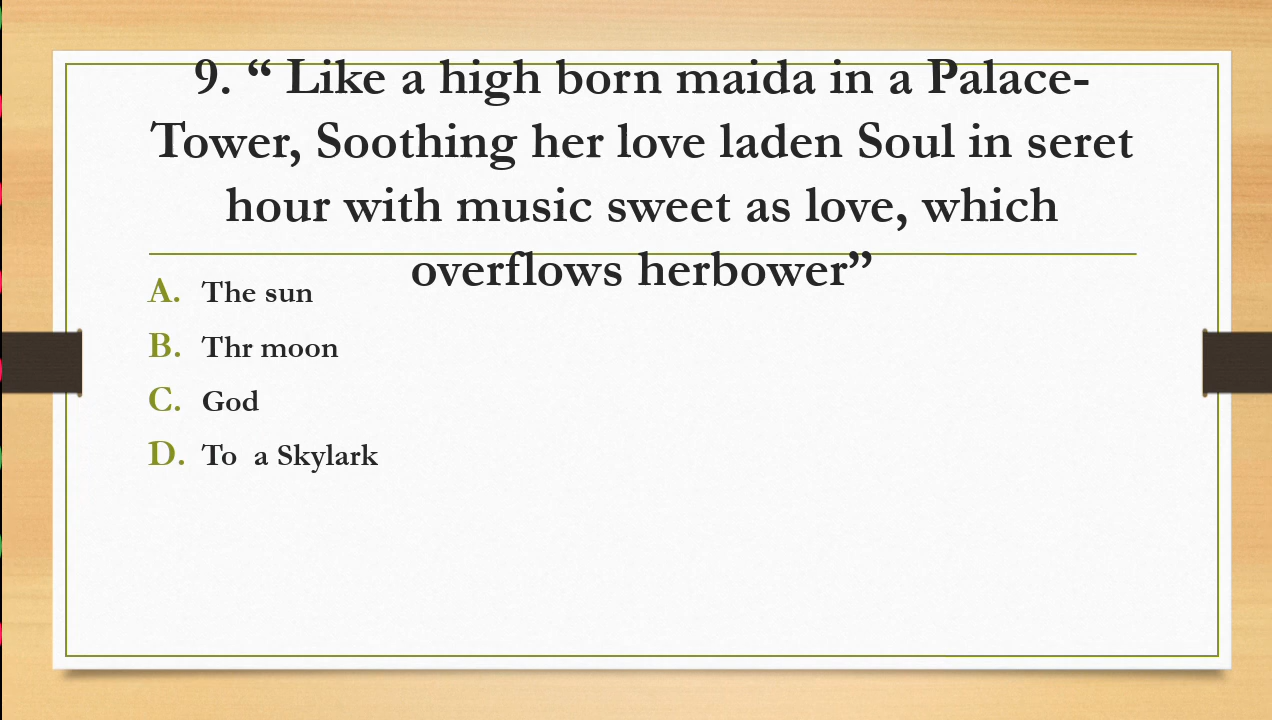 9. “ Like a high born maida in a Palace-
Tower, Soothing her love laden Soul in seret
hour with music sweet as love, which
overflows herbower”
A. The sun
B. Thr moon
C. God
D. To a Skylark